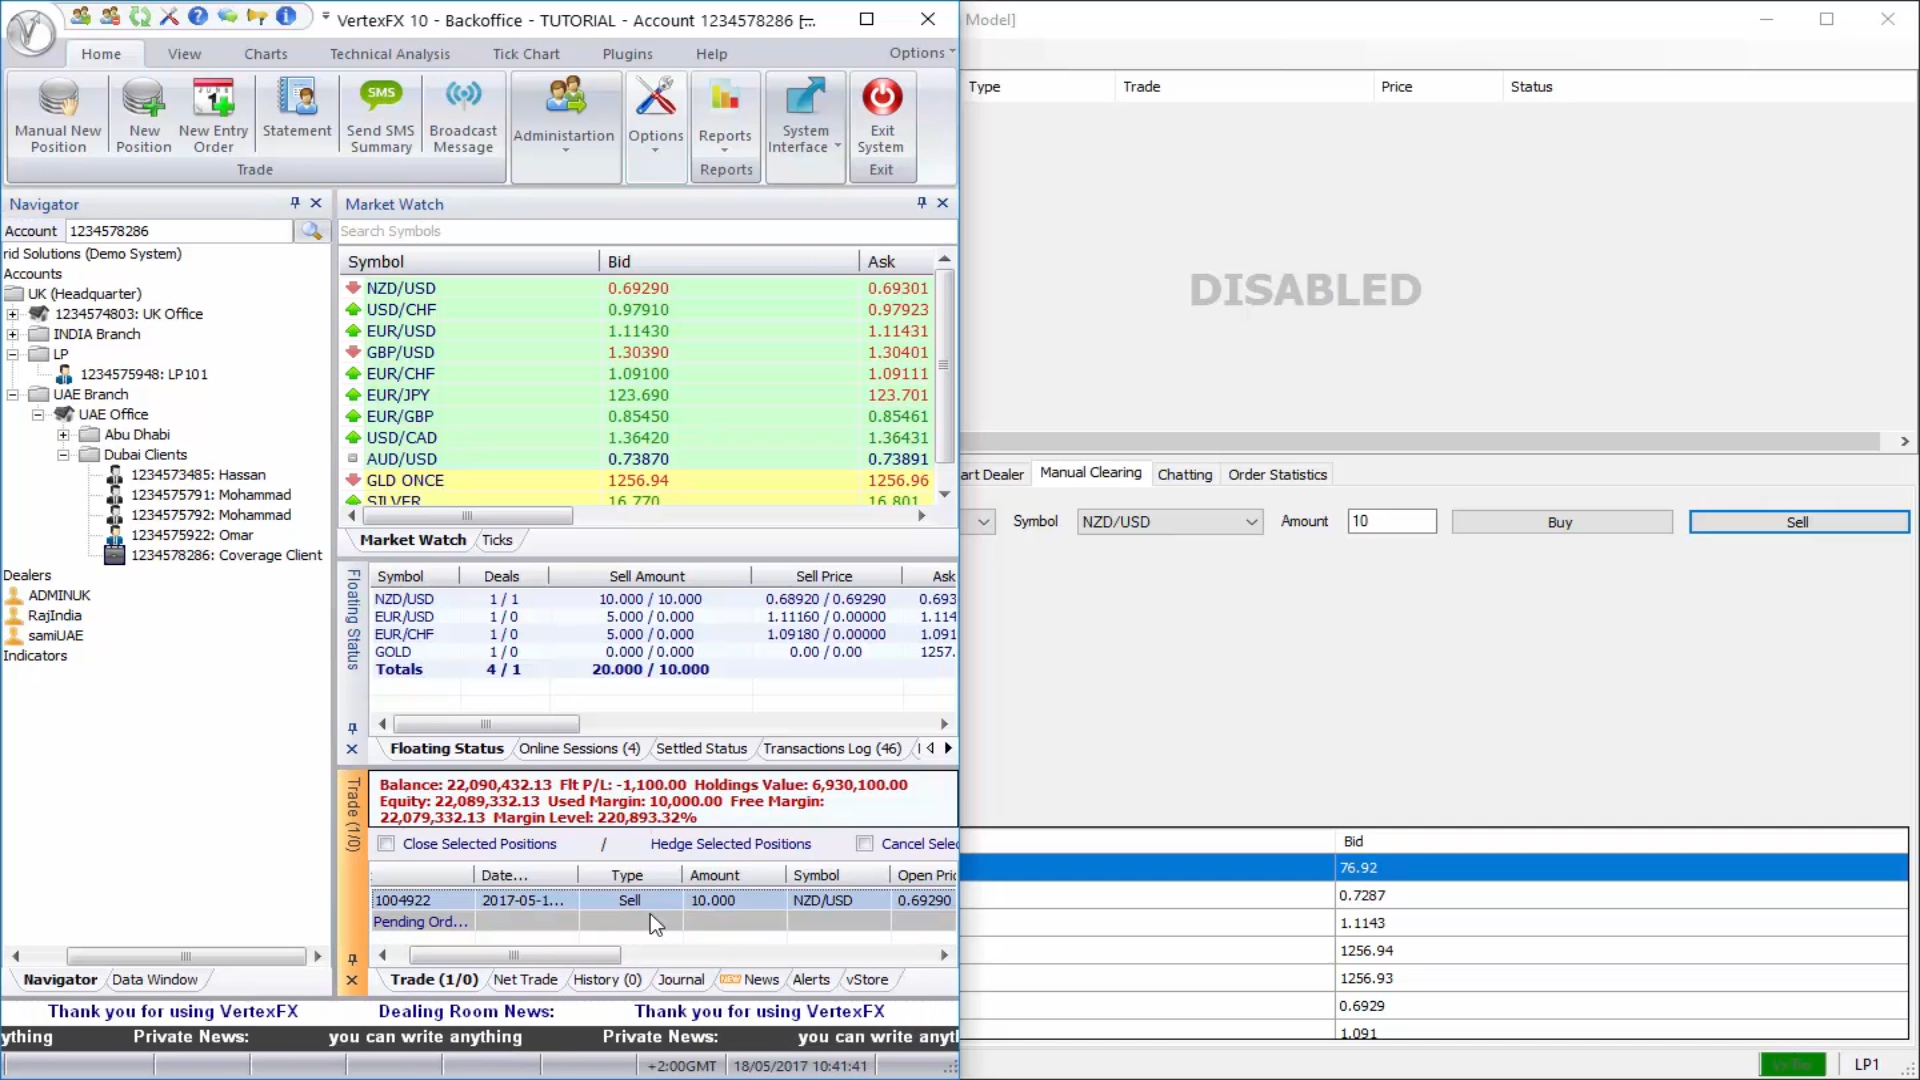 VertexFX 10 - Backoffice - TUTORIAL - Account 1234578286 [-...
Home View Charts Technical Analysis Tick Chart Plugins Help Options
Manual New Position
New Position
New Entry Order
Statement
SMS
Send SMS Summary
Broadcast Message
Administartion
Options
Reports
System Interface
Exit System
Trade
Reports
Exit
Navigator
Account 1234578286
rid Solutions (Demo System)
Accounts
UK (Headquarter)
1234574803: UK Office
INDIA Branch
LP
1234575948: LP101
UAE Branch
UAE Office
Abu Dhabi
Dubai Clients
1234573485: Hassan
1234575791: Mohammad
1234575792: Mohammad
1234575922: Omar
1234578286: Coverage Client
Dealers
ADMINUK
RajIndia
samiUAE
Indicators
Navigator Data Window
Market Watch
Search Symbols
Symbol Bid Ask
NZD/USD 0.69290 0.69301
USD/CHF 0.97910 0.97923
EUR/USD 1.11430 1.11431
GBP/USD 1.30390 1.30401
EUR/CHF 1.09100 1.09111
EUR/JPY 123.690 123.701
EUR/GBP 0.85450 0.85461
USD/CAD 1.36420 1.36431
AUD/USD 0.73870 0.73891
GLD ONCE 1256.94 1256.96
SILVER 16.770 16.801
Market Watch Ticks
Floating Status
Symbol Deals Sell Amount Sell Price Ask
NZD/USD 1 / 1 10.000 / 10.000 0.68920 / 0.69290 0.693
EUR/USD 1 / 0 5.000 / 0.000 1.11160 / 0.00000 1.114
EUR/CHF 1 / 0 5.000 / 0.000 1.09180 / 0.00000 1.091
GOLD 1 / 0 0.000 / 0.000 0.00 / 0.00 1257.
Totals 4 / 1 20.000 / 10.000
Floating Status Online Sessions (4) Settled Status Transactions Log (46)
Trade (1/0)
Balance: 22,090,432.13 Flt P/L: -1,100.00 Holdings Value: 6,930,100.00
Equity: 22,089,332.13 Used Margin: 10,000.00 Free Margin:
22,079,332.13 Margin Level: 220,893.32%
Close Selected Positions / Hedge Selected Positions Cancel Selec
Date... Type Amount Symbol Open Pric
1004922 2017-05-1... Sell 10.000 NZD/USD 0.69290
Pending Ord...
Trade (1/0) Net Trade History (0) Journal NEW News Alerts vStore
Thank you for using VertexFX Dealing Room News: Thank you for using VertexFX
ything Private News: you can write anything Private News: you can write anyt
+2:00GMT 18/05/2017 10:41:41
Model]
Type Trade Price Status
DISABLED
art Dealer Manual Clearing Chatting Order Statistics
Symbol NZD/USD Amount 10 Buy Sell
Bid
76.92
0.7287
1.1143
1256.94
1256.93
0.6929
1.091
LP1